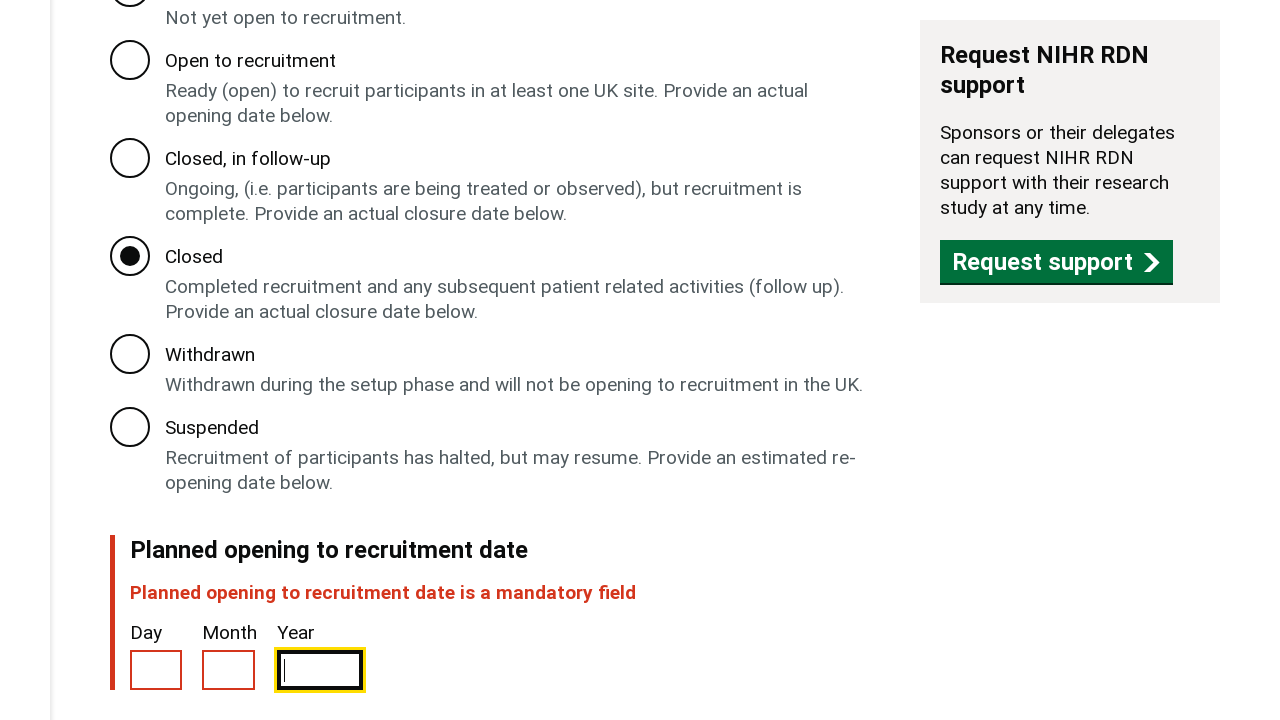 Not yet open to recruitment.
Open to recruitment
Ready (open) to recruit participants in at least one UK site. Provide an actual
opening date below.
Closed, in follow-up
Ongoing, (i.e. participants are being treated or observed), but recruitment is
complete. Provide an actual closure date below.
Closed
Completed recruitment and any subsequent patient related activities (follow up).
Provide an actual closure date below.
Withdrawn
Withdrawn during the setup phase and will not be opening to recruitment in the UK.
Suspended
Recruitment of participants has halted, but may resume. Provide an estimated re-
opening date below.
Planned opening to recruitment date
Planned opening to recruitment date is a mandatory field
Day Month Year
Request NIHR RDN
support
Sponsors or their delegates
can request NIHR RDN
support with their research
study at any time.
Request support